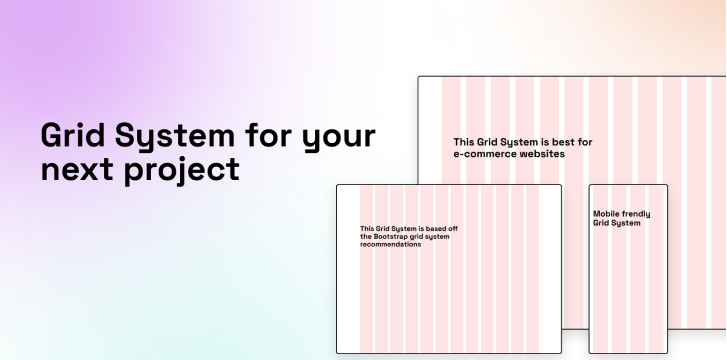 Grid System for your
next project
This Grid System is best for
e-commerce websites
This Grid System is based off
the Bootstrap grid system
recommendations
Mobile frendly
Grid System